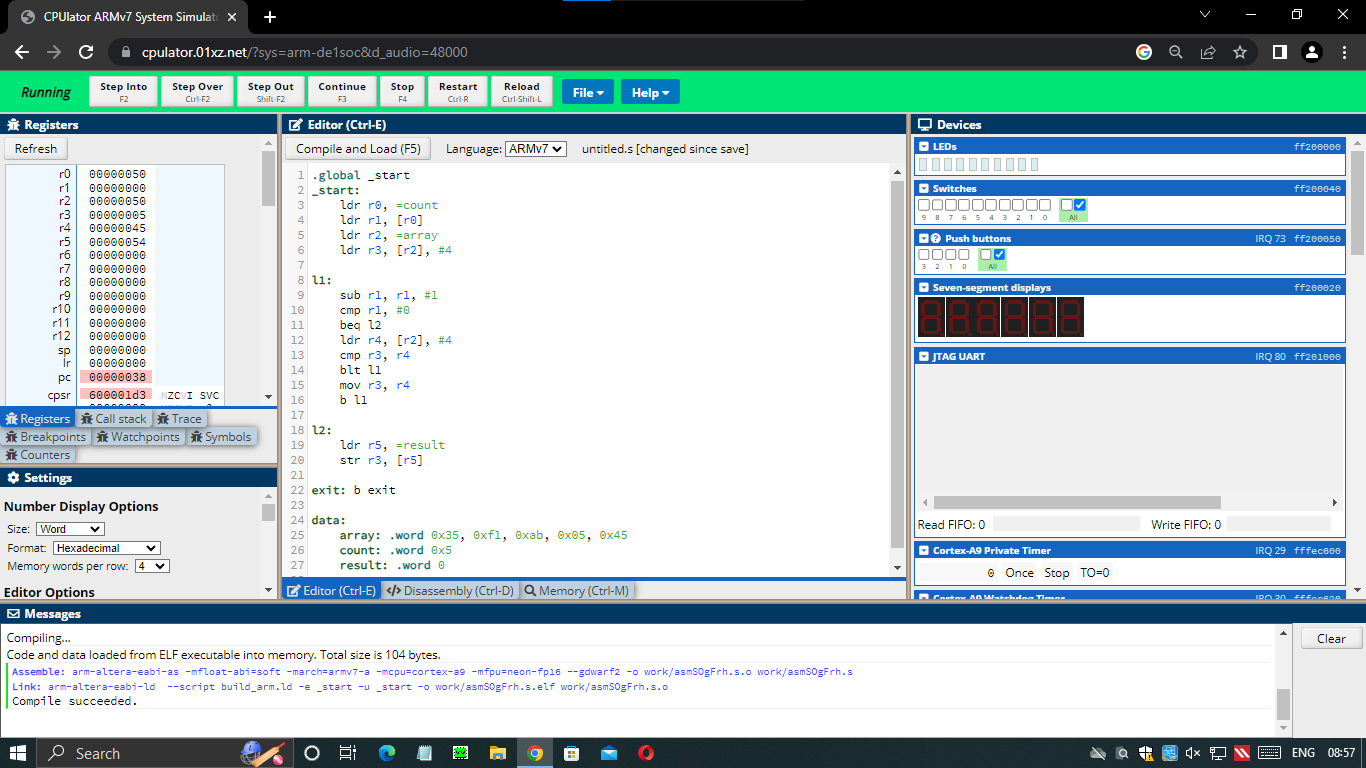 CPUlator ARMv7 System Simulato
cpulator.01xz.net/?sys=arm-de1soc&d_audio=48000
Running
Step Into
F2
Step Over
Ctrl-F2
Step Out
Shift-F2
Continue
F3
Stop
F4
Restart
Ctrl-R
Reload
Ctrl-Shift-L
File
Help
Registers
Refresh
r0 00000050
r1 00000000
r2 00000050
r3 00000005
r4 00000045
r5 00000054
r6 00000000
r7 00000000
r8 00000000
r9 00000000
r10 00000000
r11 00000000
r12 00000000
sp 00000000
lr 00000000
pc 00000038
cpsr 600001d3 NZCVI SVC
Registers Call stack Trace
Breakpoints Watchpoints Symbols
Counters
Settings
Number Display Options
Size: Word
Format: Hexadecimal
Memory words per row: 4
Editor Options
Editor (Ctrl-E)
Compile and Load (F5) Language: ARMv7 untitled.s [changed since save]
1 .global _start
2 _start:
3 ldr r0, =count
4 ldr r1, [r0]
5 ldr r2, =array
6 ldr r3, [r2], #4
7
8 l1:
9 sub r1, r1, #1
10 cmp r1, #0
11 beq l2
12 ldr r4, [r2], #4
13 cmp r3, r4
14 blt l1
15 mov r3, r4
16 b l1
17
18 l2:
19 ldr r5, =result
20 str r3, [r5]
21
22 exit: b exit
23
24 data:
25 array: .word 0x35, 0xf1, 0xab, 0x05, 0x45
26 count: .word 0x5
27 result: .word 0
Editor (Ctrl-E) Disassembly (Ctrl-D) Memory (Ctrl-M)
Devices
LEDs ff200000
Switches ff200040
9 8 7 6 5 4 3 2 1 0 All
Push buttons IRQ 73 ff200050
3 2 1 0 All
Seven-segment displays ff200020
JTAG UART IRQ 80 ff201000
Read FIFO: 0 Write FIFO: 0
Cortex-A9 Private Timer IRQ 29 fffec600
0 Once Stop TO=0
Cortex-A9 Watchdog Timer IRQ 30 fffec620
Messages
Clear
Compiling...
Code and data loaded from ELF executable into memory. Total size is 104 bytes.
Assemble: arm-altera-eabi-as -mfloat-abi=soft -march=armv7-a -mcpu=cortex-a9 -mfpu=neon-fp16 --gdwarf2 -o work/asmSOgFrh.s.o work/asmSOgFrh.s
Link: arm-altera-eabi-ld --script build_arm.ld -e _start -u _start -o work/asmSOgFrh.s.elf work/asmSOgFrh.s.o
Compile succeeded.
Search
ENG 08:57